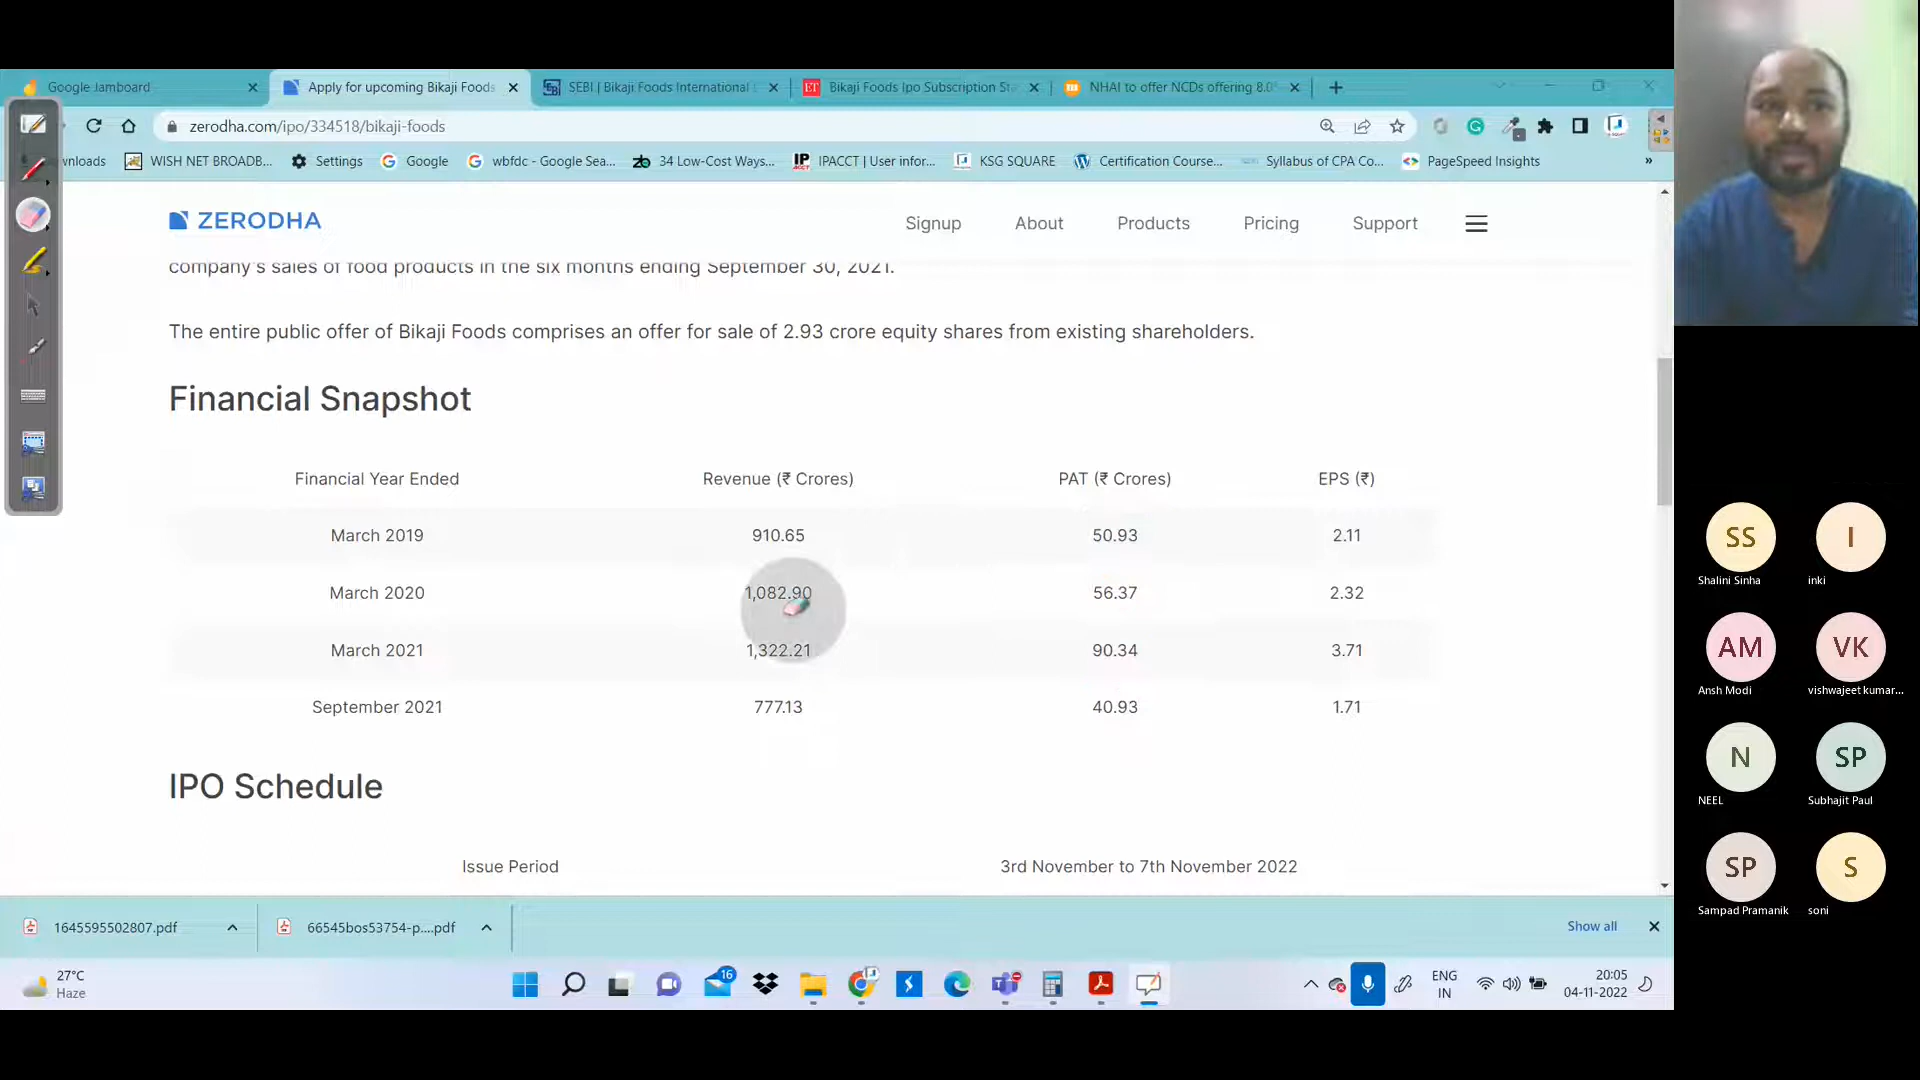 Google Jamboard
Apply for upcoming Bikaji Foods
SEBI | Bikaji Foods International
ET
Bikaji Foods Ipo Subscription St
NHAI to offer NCDs offering 8.0
zerodha.com/ipo/334518/bikaji-foods
wnloads
WISH NET BROADB...
Settings
Google
wbfdc - Google Sea...
34 Low-Cost Ways...
IPACCT | User infor...
KSG SQUARE
Certification Course...
Syllabus of CPA Co...
PageSpeed Insights
»
ZERODHA
Signup About Products Pricing Support
company's sales of food products in the six months ending September 30, 2021.
The entire public offer of Bikaji Foods comprises an offer for sale of 2.93 crore equity shares from existing shareholders.
Financial Snapshot
Financial Year Ended Revenue (₹ Crores) PAT (₹ Crores) EPS (₹)
March 2019 910.65 50.93 2.11
March 2020 1,082.90 56.37 2.32
March 2021 1,322.21 90.34 3.71
September 2021 777.13 40.93 1.71
IPO Schedule
Issue Period 3rd November to 7th November 2022
1645595502807.pdf
66545bos53754-p....pdf
Show all
27°C
Haze
16
ENG
IN
20:05
04-11-2022
SS
Shalini Sinha
I
inki
AM
Ansh Modi
VK
vishwajeet kumar...
N
NEEL
SP
Subhajit Paul
SP
Sampad Pramanik
S
soni